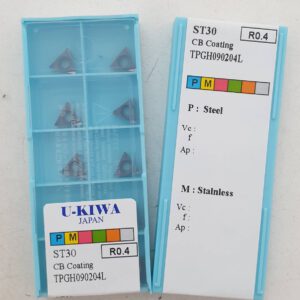 U-KIWA
JAPAN
P M
ST30
R0.4
CB Coating
TPGH090204L
ST30
R0.4
CB Coating
TPGH090204L
P M
P : Steel
Vc :
f :
Ap :
M : Stainless
Vc :
f :
Ap :